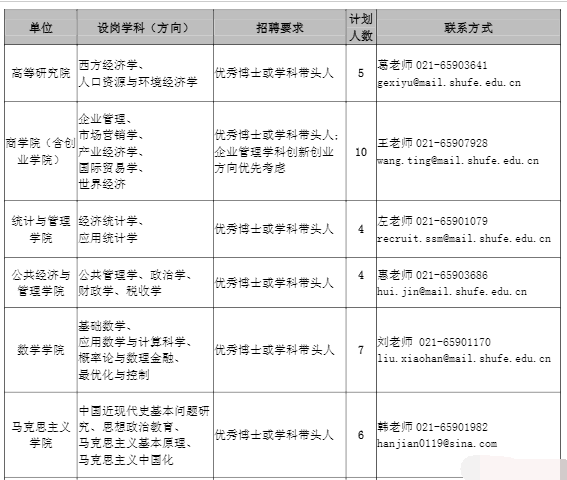 单位 设岗学科（方向） 招聘要求 计划人数 联系方式
高等研究院
西方经济学、
人口资源与环境经济学
优秀博士或学科带头人
5
葛老师 021-65903641
gexiyu@mail.shufe.edu.cn
商学院（含创
业学院）
企业管理、
市场营销学、
产业经济学、
国际贸易学、
世界经济
优秀博士或学科带头人;
企业管理学科创新创业
方向优先考虑
10
王老师 021-65907928
wang.ting@mail.shufe.edu.cn
统计与管理
学院
经济统计学、
应用统计学
优秀博士或学科带头人
4
左老师 021-65901079
recruit.ssm@mail.shufe.edu.cn
公共经济与
管理学院
公共管理学、政治学、
财政学、税收学
优秀博士或学科带头人
4
惠老师 021-65903686
hui.jin@mail.shufe.edu.cn
数学学院
基础数学、
应用数学与计算科学、
概率论与数理金融、
最优化与控制
优秀博士或学科带头人
7
刘老师 021-65901170
liu.xiaohan@mail.shufe.edu.cn
马克思主义
学院
中国近现代史基本问题研
究、思想政治教育、
马克思主义基本原理、
马克思主义中国化
优秀博士或学科带头人
6
韩老师 021-65901982
hanjian0119@sina.com